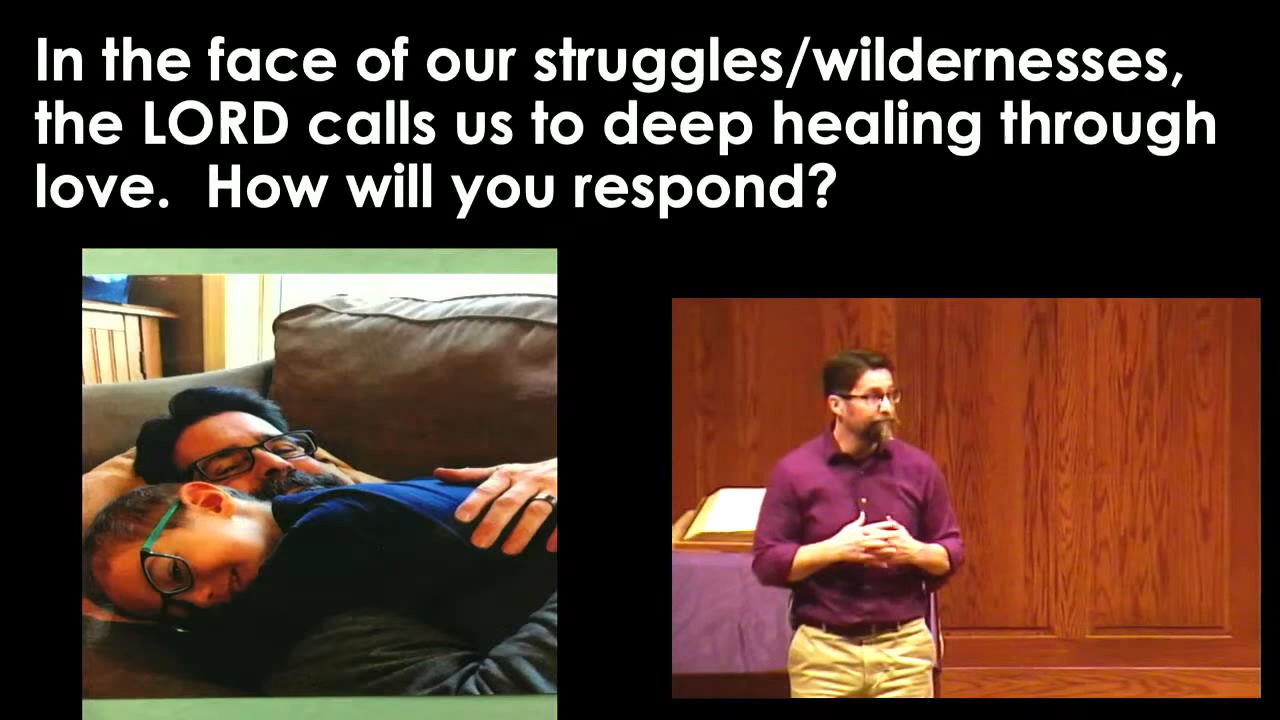 In the face of our struggles/wildernesses,
the LORD calls us to deep healing through
love.  How will you respond?